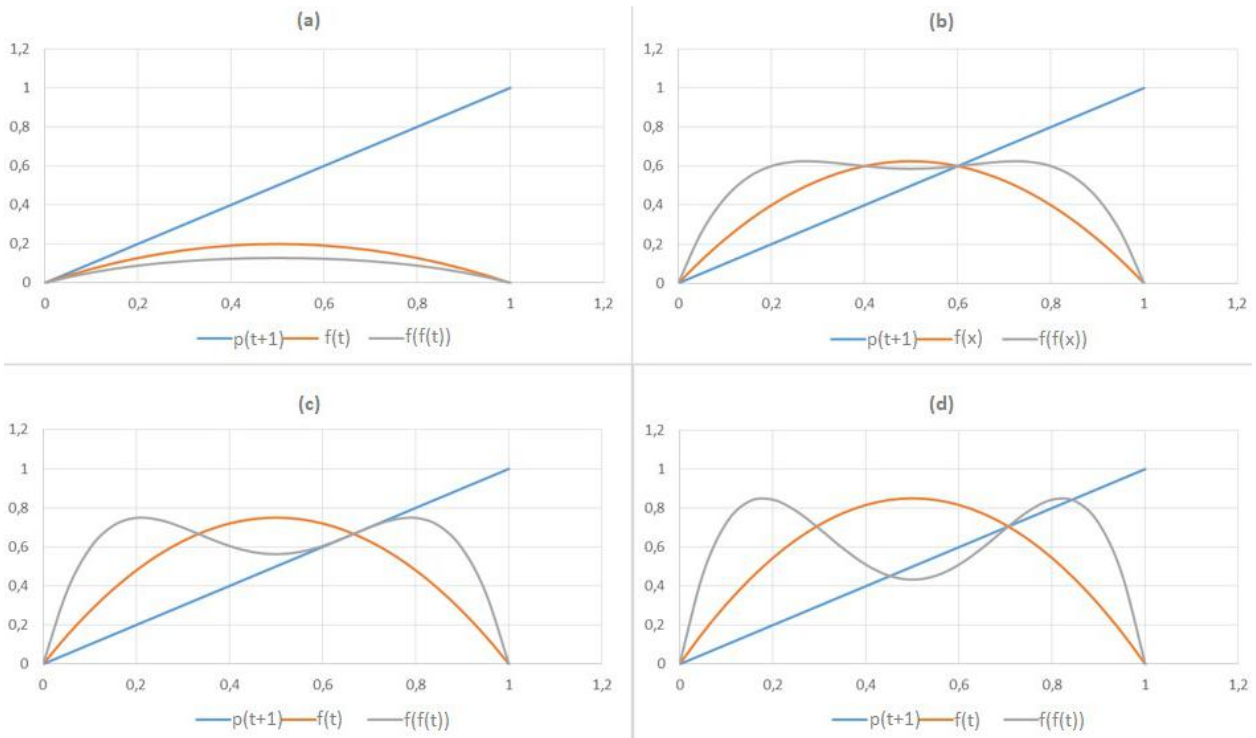 (a)
1,2
1
0,8
0,6
0,4
0,2
0
0 0,2 0,4 0,6 0,8 1 1,2
p(t+1) f(t) f(f(t))
(b)
1,2
1
0,8
0,6
0,4
0,2
0
0 0,2 0,4 0,6 0,8 1 1,2
p(t+1) f(x) f(f(x))
(c)
1,2
1
0,8
0,6
0,4
0,2
0
0 0,2 0,4 0,6 0,8 1 1,2
p(t+1) f(t) f(f(t))
(d)
1,2
1
0,8
0,6
0,4
0,2
0
0 0,2 0,4 0,6 0,8 1 1,2
p(t+1) f(t) f(f(t))